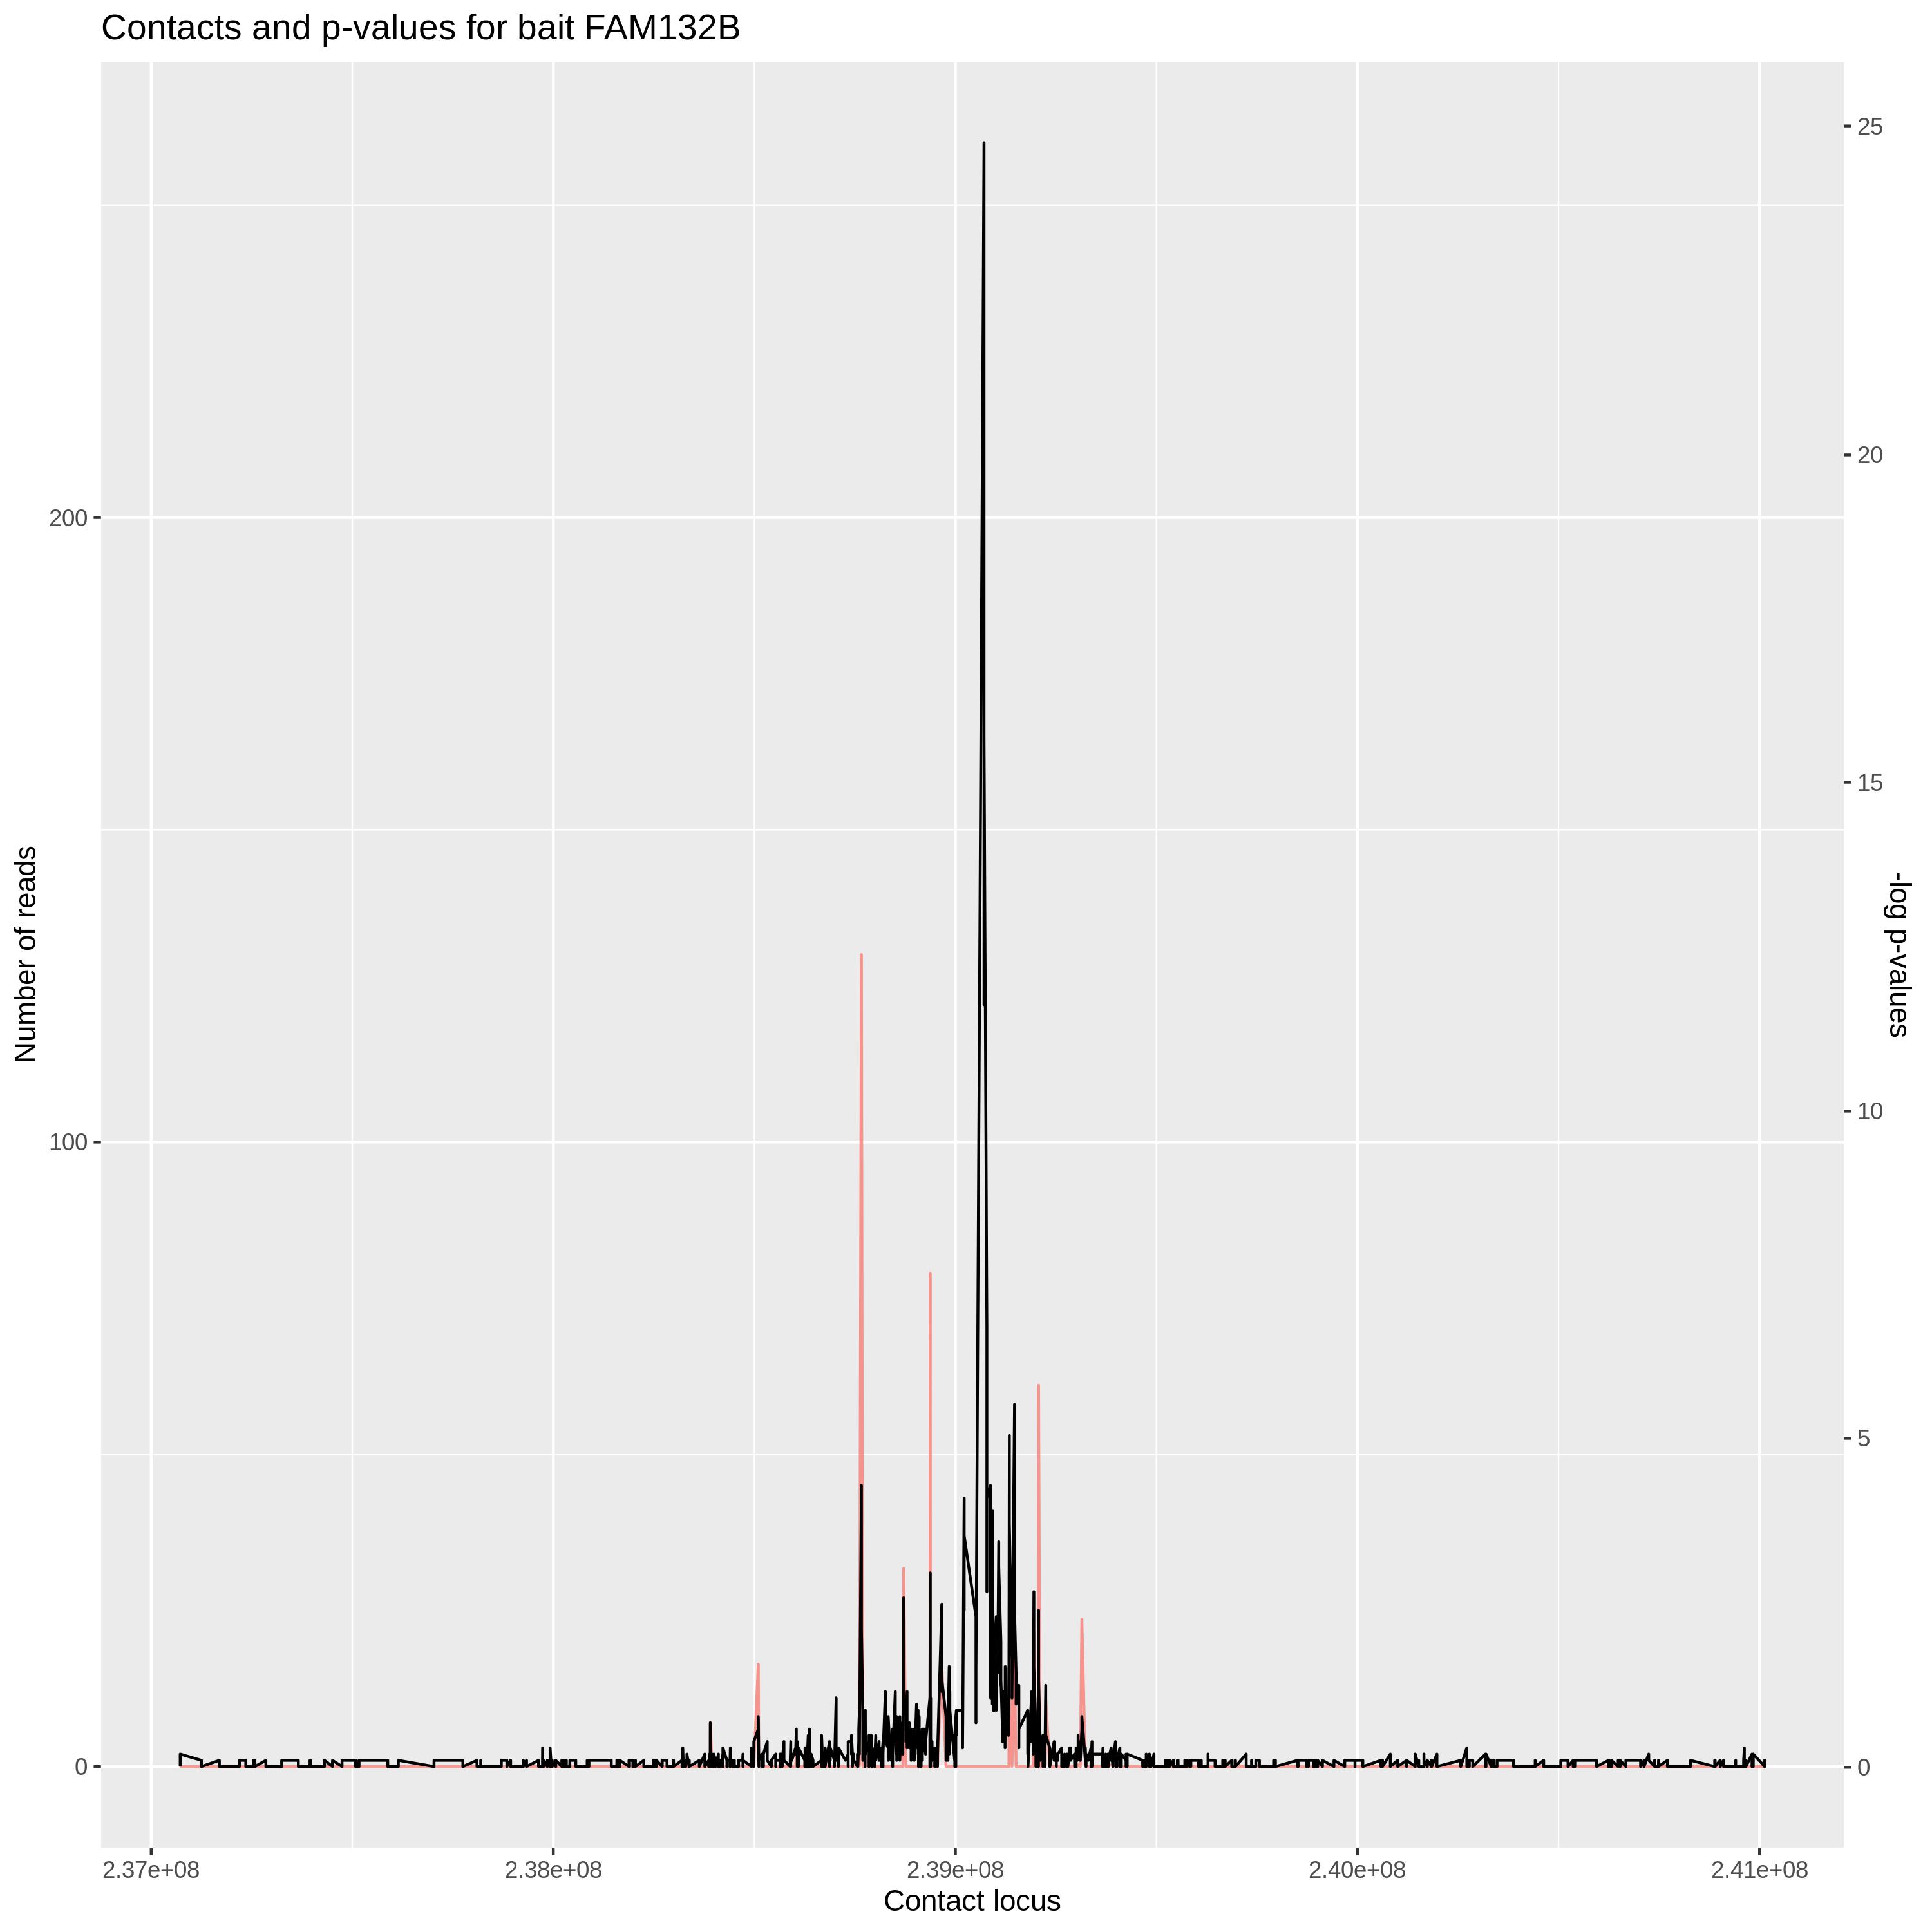 Contacts and p-values for bait FAM132B
Number of reads
200
100
0
25
20
15
10
5
0
-log p-values
2.37e+08
2.38e+08
2.39e+08
2.40e+08
2.41e+08
Contact locus